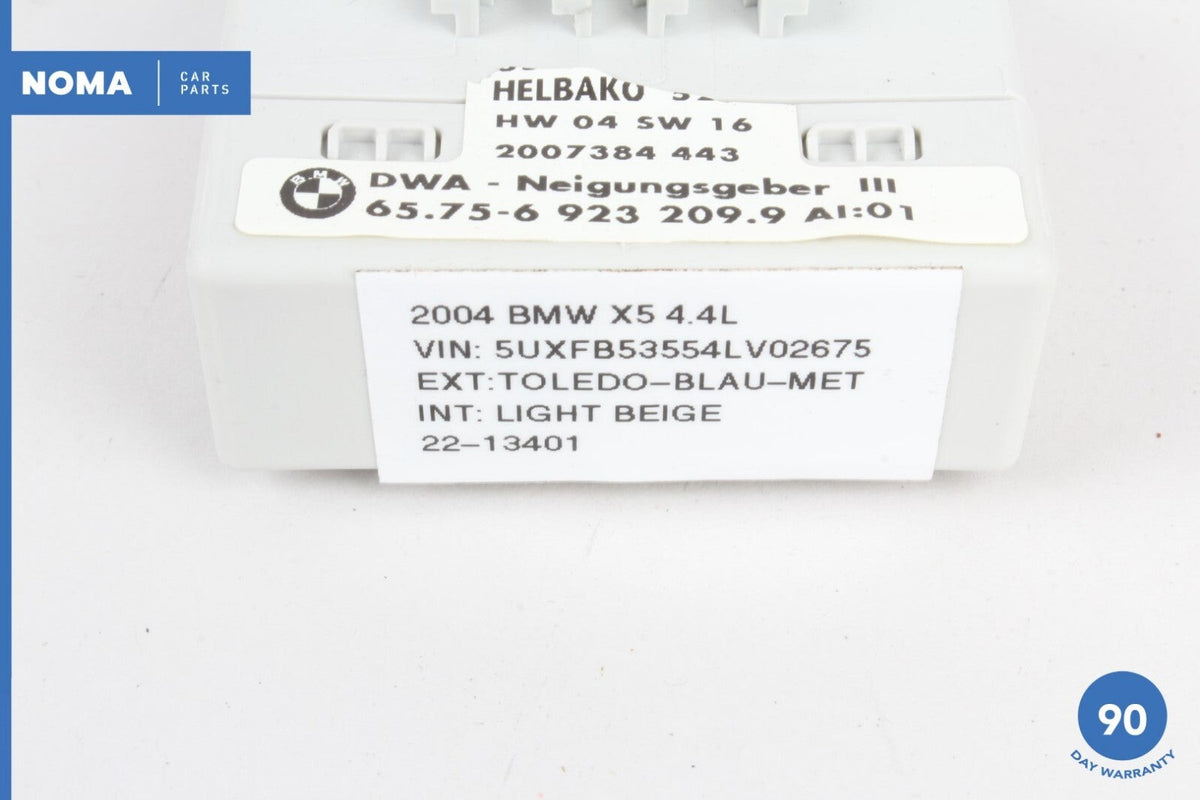 NOMA CAR PARTS
HELBAKO
HW 04 SW 16
2007384 443
BMW
DWA - Neigungsgeber III
65.75-6 923 209.9 AI:01
2004 BMW X5 4.4L
VIN: 5UXFB53554LV02675
EXT:TOLEDO-BLAU-MET
INT: LIGHT BEIGE
22-13401
90
DAY WARRANTY